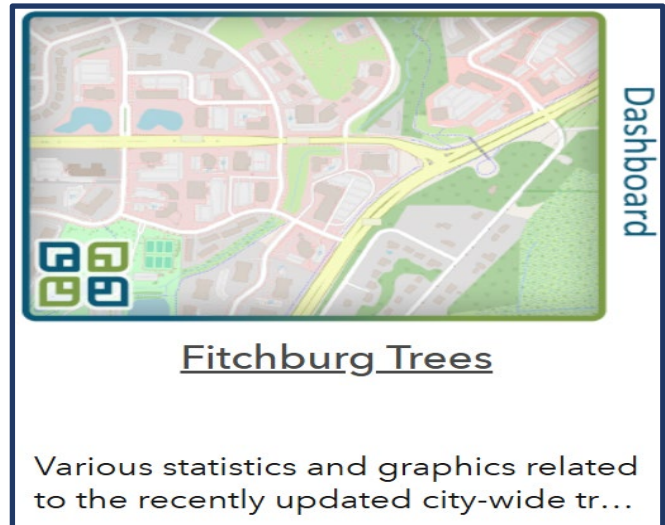 Dashboard
Fitchburg Trees
Various statistics and graphics related
to the recently updated city-wide tr...